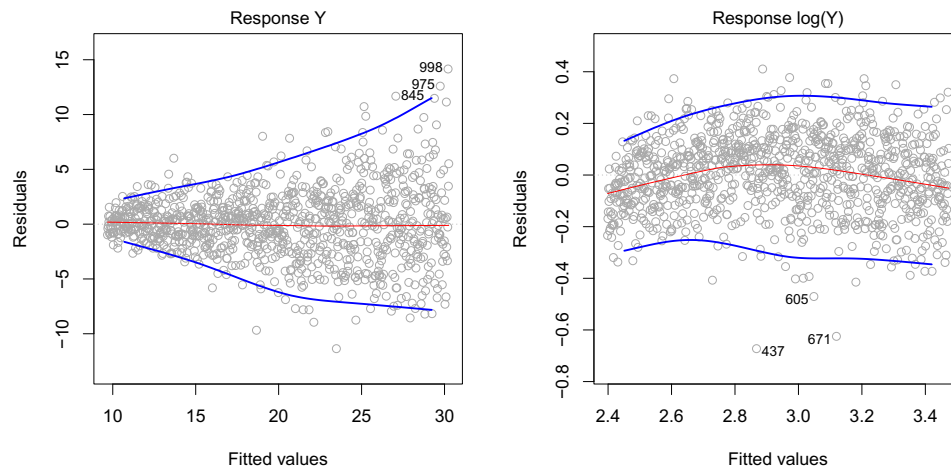 Response Y
15
10
5
0
−5
−10
Residuals
998
975
845
10 15 20 25 30
Fitted values
Response log(Y)
0.4
0.2
0.0
−0.2
−0.4
−0.6
−0.8
Residuals
605
671
437
2.4 2.6 2.8 3.0 3.2 3.4
Fitted values